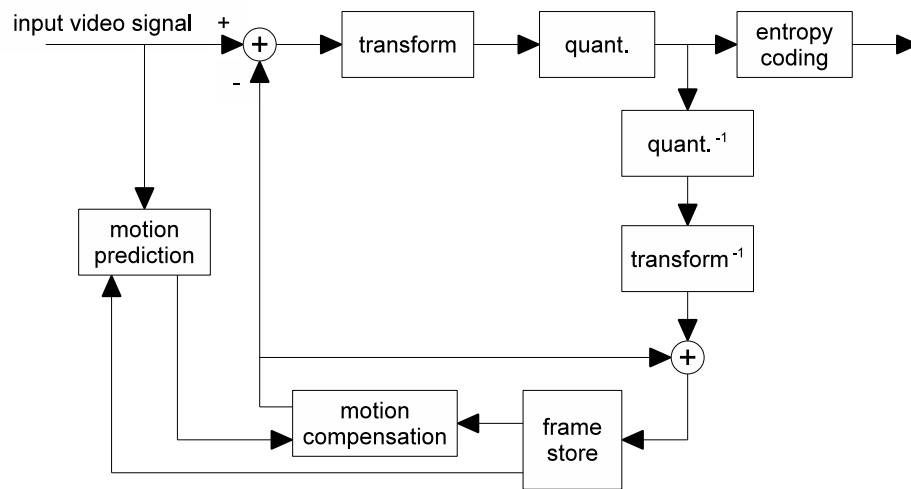 input video signal
+
+
-
transform
quant.
entropy
coding
quant.⁻¹
motion
prediction
transform⁻¹
+
motion
compensation
frame
store